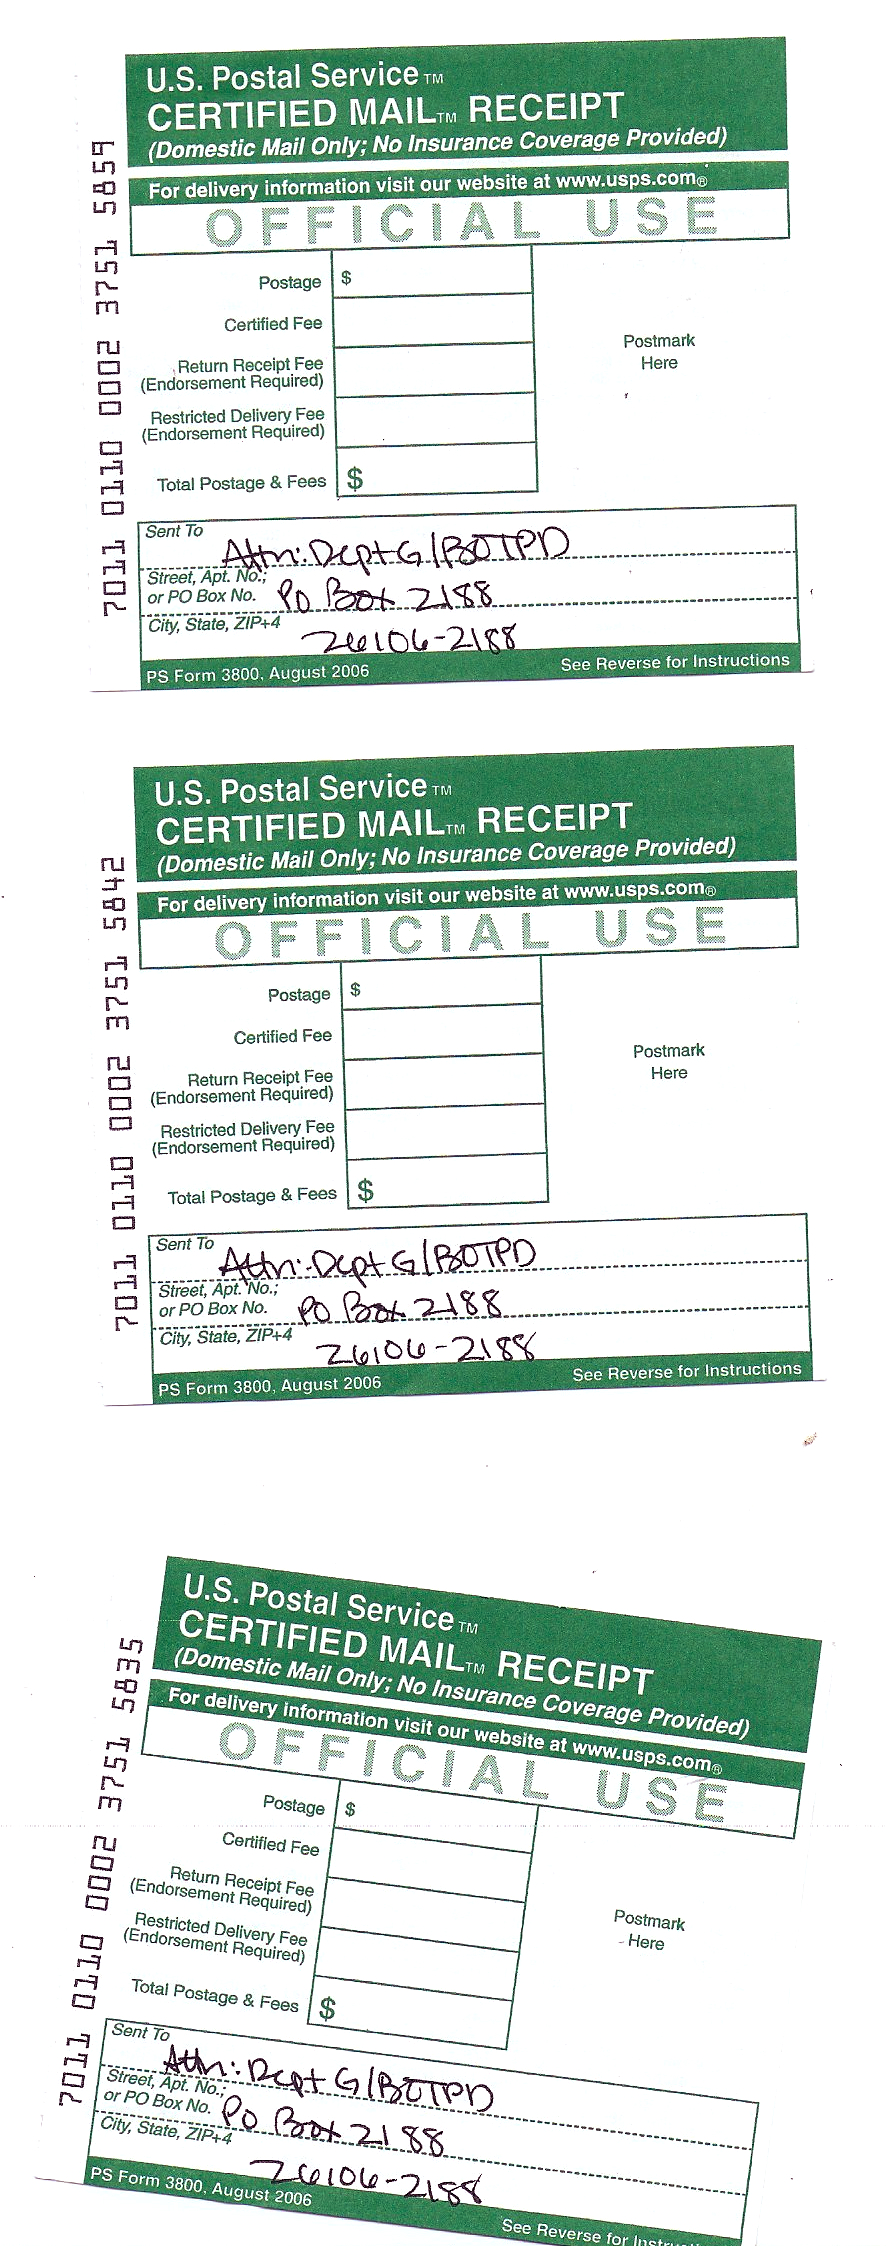 U.S. Postal Service™
CERTIFIED MAIL™ RECEIPT
(Domestic Mail Only; No Insurance Coverage Provided)
For delivery information visit our website at www.usps.com®
OFFICIAL USE
7011 0110 0002 3751 5859
Postage $
Certified Fee
Return Receipt Fee
(Endorsement Required)
Restricted Delivery Fee
(Endorsement Required)
Total Postage & Fees $
Postmark
Here
Sent To Attn: Dept G/BOTPD
Street, Apt. No.;
or PO Box No. PO Box 2188
City, State, ZIP+4 26106-2188
PS Form 3800, August 2006 See Reverse for Instructions
U.S. Postal Service™
CERTIFIED MAIL™ RECEIPT
(Domestic Mail Only; No Insurance Coverage Provided)
For delivery information visit our website at www.usps.com®
OFFICIAL USE
7011 0110 0002 3751 5842
Postage $
Certified Fee
Return Receipt Fee
(Endorsement Required)
Restricted Delivery Fee
(Endorsement Required)
Total Postage & Fees $
Postmark
Here
Sent To Attn: Dept G/BOTPD
Street, Apt. No.;
or PO Box No. PO Box 2188
City, State, ZIP+4 26106-2188
PS Form 3800, August 2006 See Reverse for Instructions
U.S. Postal Service™
CERTIFIED MAIL™ RECEIPT
(Domestic Mail Only; No Insurance Coverage Provided)
For delivery information visit our website at www.usps.com®
OFFICIAL USE
7011 0110 0002 3751 5835
Postage $
Certified Fee
Return Receipt Fee
(Endorsement Required)
Restricted Delivery Fee
(Endorsement Required)
Total Postage & Fees $
Postmark
Here
Sent To Attn: Dept G/BOTPD
Street, Apt. No.;
or PO Box No. PO Box 2188
City, State, ZIP+4 26106-2188
PS Form 3800, August 2006 See Reverse for